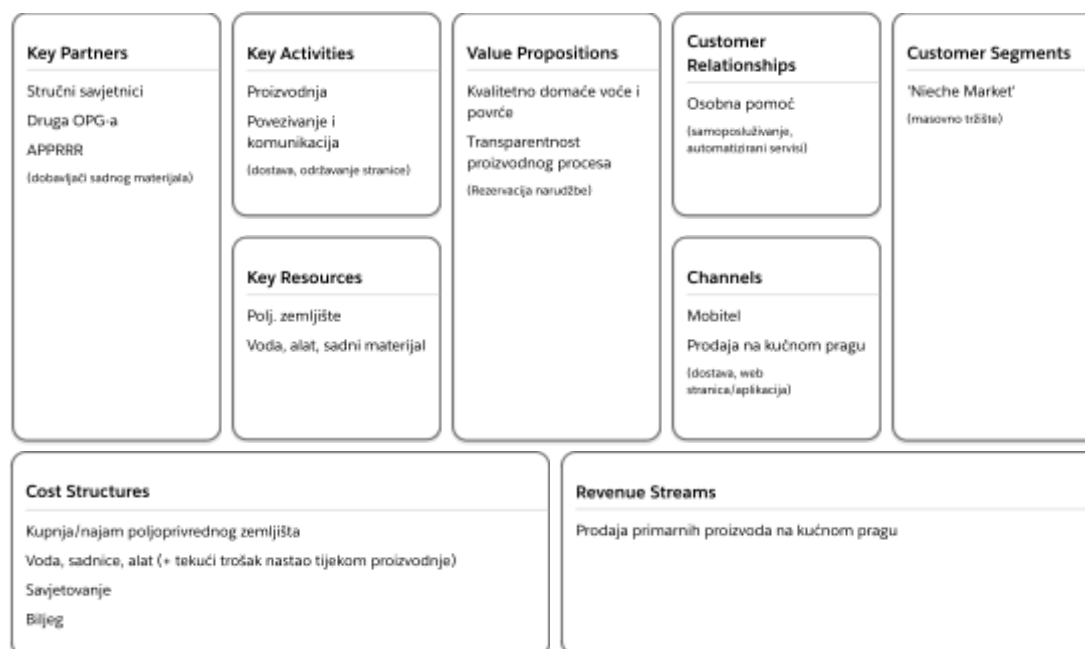 Key Partners
Stručni savjetnici
Druga OPG-a
APPRRR
(dobavljači sadnog materijala)
Key Activities
Proizvodnja
Povezivanje i
komunikacija
(dostava, održavanje stranice)
Key Resources
Polj. zemljište
Voda, alat, sadni materijal
Value Propositions
Kvalitetno domaće voće i
povrće
Transparentnost
proizvodnog procesa
(Rezervacija narudžbe)
Customer
Relationships
Osobna pomoć
(samoposluživanje,
automatizirani servisi)
Channels
Mobitel
Prodaja na kućnom pragu
(dostava, web
stranica/aplikacija)
Customer Segments
'Nieche Market'
(masovno tržište)
Cost Structures
Kupnja/najam poljoprivrednog zemljišta
Voda, sadnice, alat (+ tekući trošak nastao tijekom proizvodnje)
Savjetovanje
Biljeg
Revenue Streams
Prodaja primarnih proizvoda na kućnom pragu